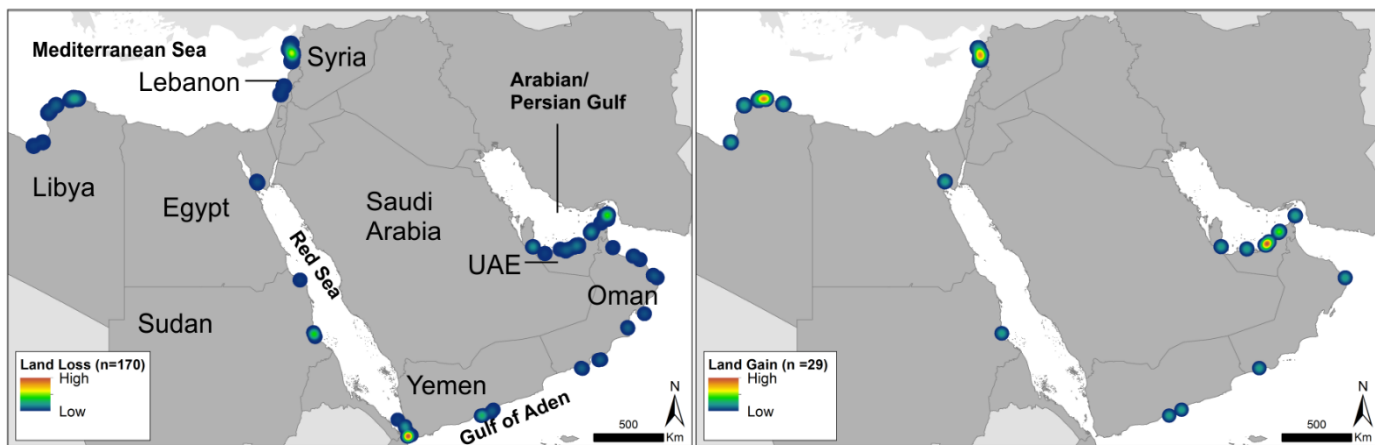 Mediterranean Sea
Syria
Lebanon
Arabian/
Persian Gulf
Libya
Egypt
Saudi
Arabia
Red Sea
UAE
Oman
Sudan
Yemen
Gulf of Aden
Land Loss (n=170)
High
Low
N
500
Km
Land Gain (n =29)
High
Low
N
500
Km